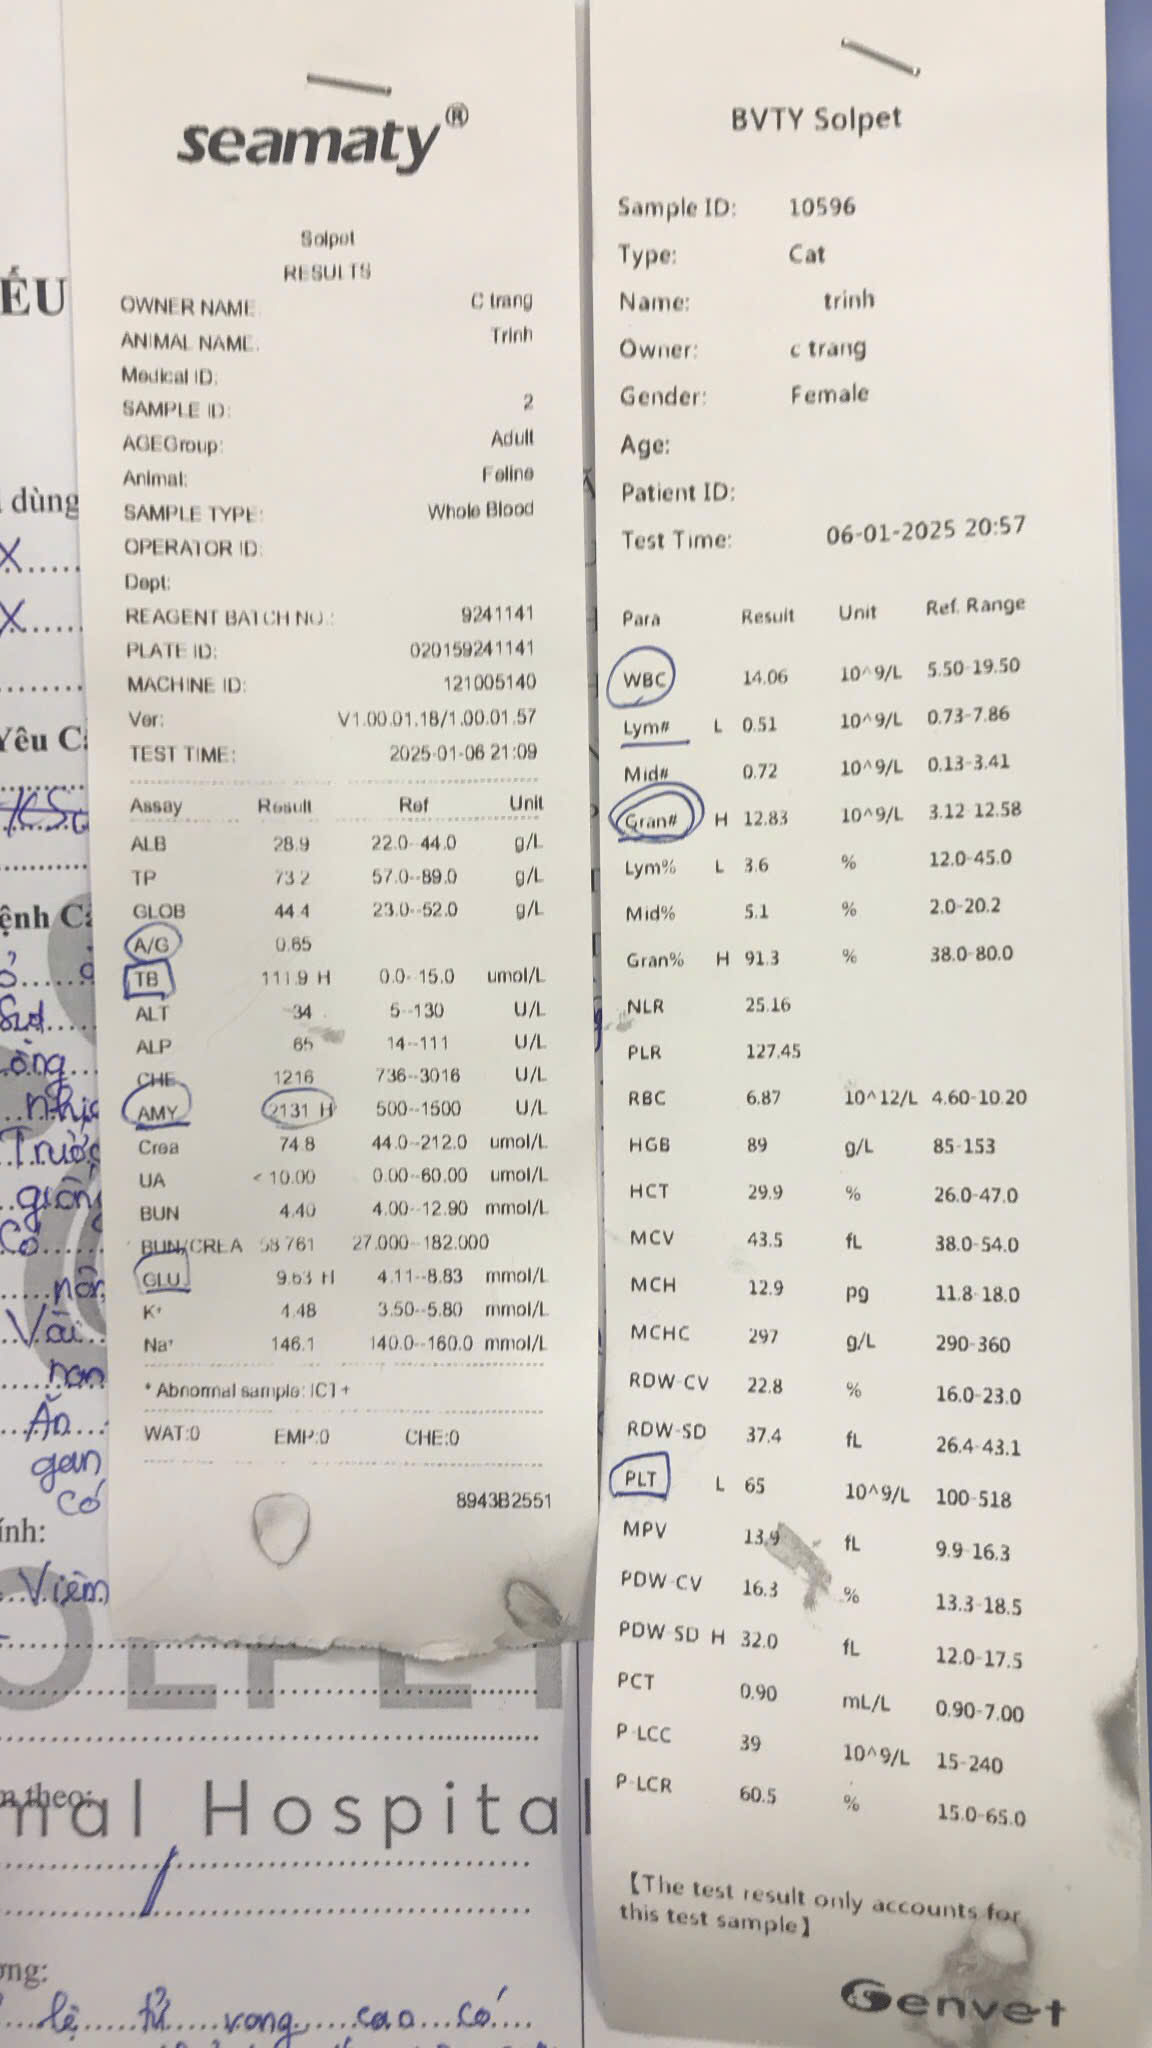 seamaty®
Solpet
RESULTS
OWNER NAME: C trang
ANIMAL NAME: Trinh
Medical ID:
SAMPLE ID: 2
AGEGroup: Adult
Animal: Feline
SAMPLE TYPE: Whole Blood
OPERATOR ID:
Dept:
REAGENT BATCH NO.: 9241141
PLATE ID: 020159241141
MACHINE ID: 121005140
Ver: V1.00.01.18/1.00.01.57
TEST TIME: 2025-01-06 21:09
Assay Result Ref Unit
ALB 28.9 22.0--44.0 g/L
TP 73.2 57.0--89.0 g/L
GLOB 44.4 23.0--52.0 g/L
A/G 0.65
TB 111.9 H 0.0--15.0 umol/L
ALT 34 5--130 U/L
ALP 65 14--111 U/L
CHE 1216 736--3016 U/L
AMY 2131 H 500--1500 U/L
Crea 74.8 44.0--212.0 umol/L
UA < 10.00 0.00--60.00 umol/L
BUN 4.40 4.00--12.90 mmol/L
BUN/CREA 58.761 27.000--182.000
GLU 9.63 H 4.11--8.83 mmol/L
K+ 4.48 3.50--5.80 mmol/L
Na+ 146.1 140.0--160.0 mmol/L
* Abnormal sample: ICT +
WAT:0 EMP:0 CHE:0
8943B2551
BVTY Solpet
Sample ID: 10596
Type: Cat
Name: trinh
Owner: c trang
Gender: Female
Age:
Patient ID:
Test Time: 06-01-2025 20:57
Para Result Unit Ref. Range
WBC 14.06 10^9/L 5.50-19.50
Lym# L 0.51 10^9/L 0.73-7.86
Mid# 0.72 10^9/L 0.13-3.41
Gran# H 12.83 10^9/L 3.12-12.58
Lym% L 3.6 % 12.0-45.0
Mid% 5.1 % 2.0-20.2
Gran% H 91.3 % 38.0-80.0
NLR 25.16
PLR 127.45
RBC 6.87 10^12/L 4.60-10.20
HGB 89 g/L 85-153
HCT 29.9 % 26.0-47.0
MCV 43.5 fL 38.0-54.0
MCH 12.9 pg 11.8-18.0
MCHC 297 g/L 290-360
RDW-CV 22.8 % 16.0-23.0
RDW-SD 37.4 fL 26.4-43.1
PLT L 65 10^9/L 100-518
MPV 13.9 fL 9.9-16.3
PDW-CV 16.3 % 13.3-18.5
PDW-SD H 32.0 fL 12.0-17.5
PCT 0.90 mL/L 0.90-7.00
P-LCC 39 10^9/L 15-240
P-LCR 60.5 % 15.0-65.0
【The test result only accounts for
this test sample】
Genvet
ẾU
dùng
X
X
Yêu C
ệnh C
Trướ
Có
nôn
Vài
Ăn
gan
có
ính:
Viêm
theo:
mal Hospital
ng:
lệ tử vong cao có